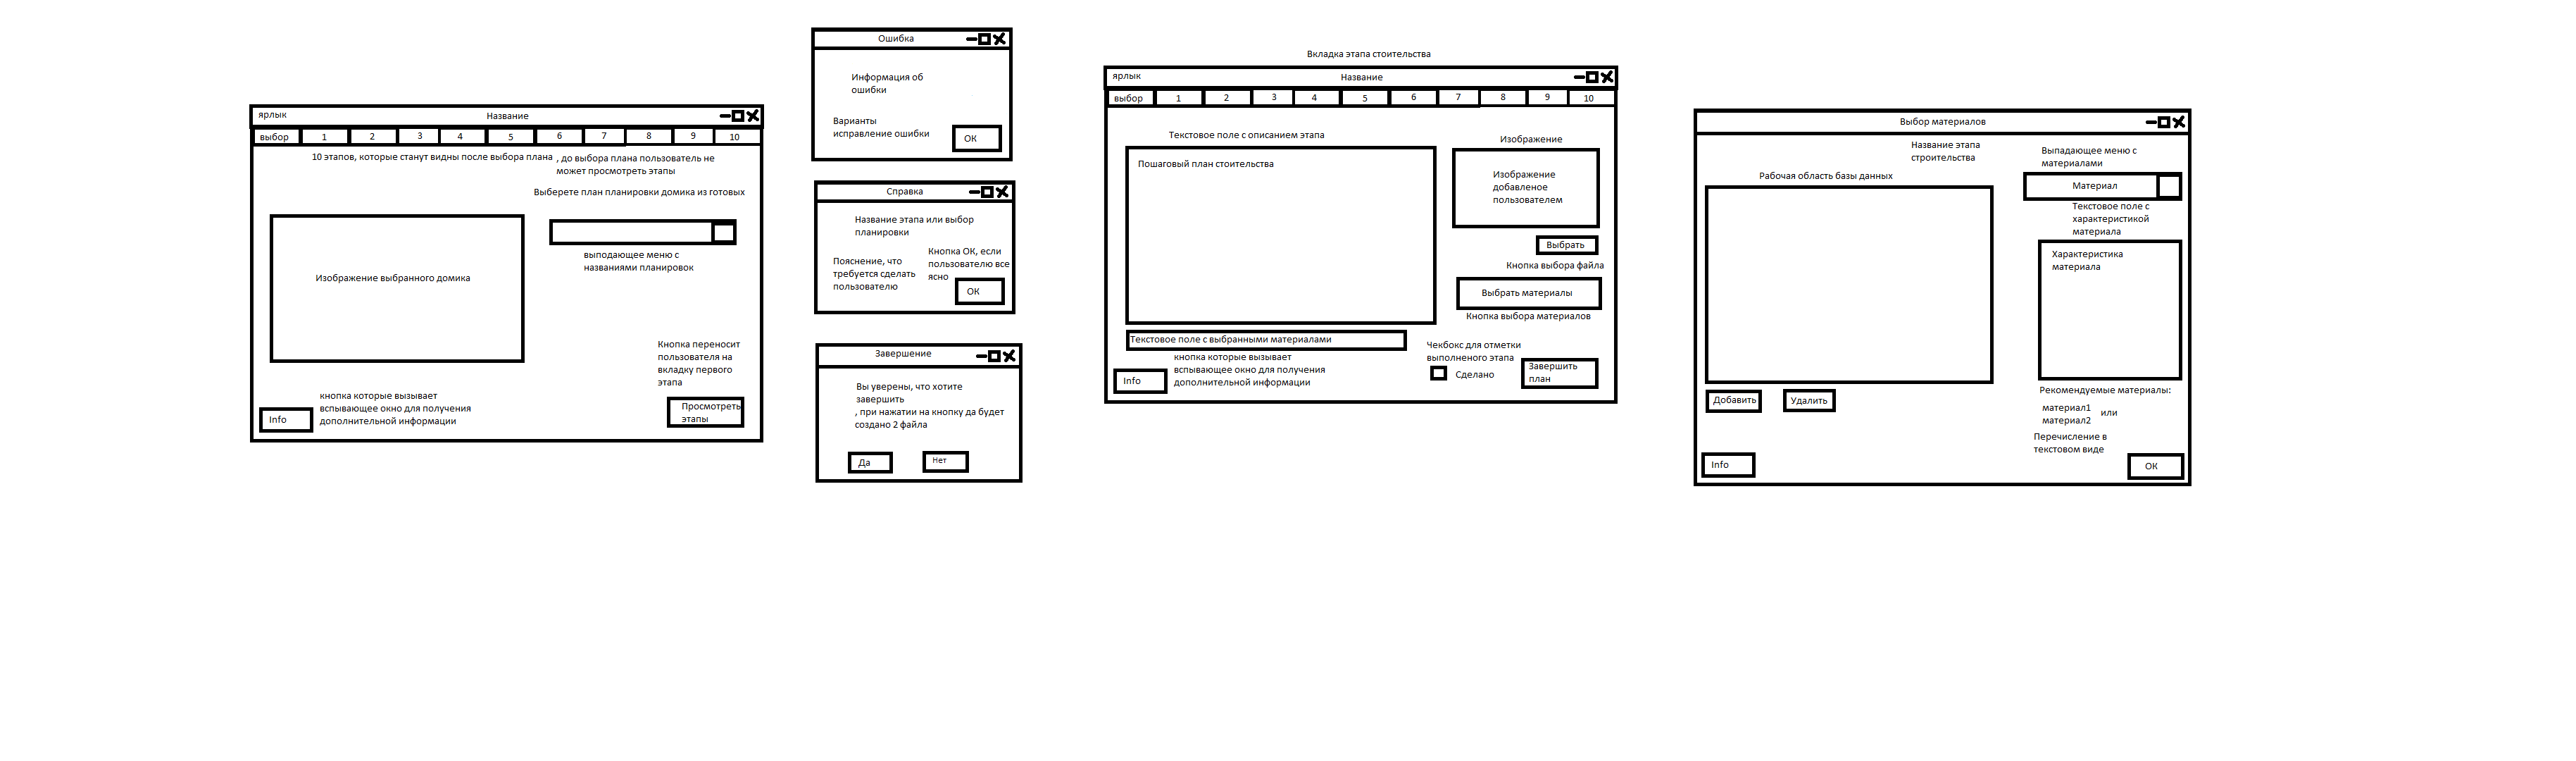 ярлык
Название
выбор
1
2
3
4
5
6
7
8
9
10
10 этапов, которые станут видны после выбора плана
, до выбора плана пользователь не
может просмотреть этапы
Выберете план планировки домика из готовых
выподающее меню с
названиями планировок
Изображение выбранного домика
Кнопка переносит
пользователя на
вкладку первого
этапа
кнопка которые вызывает
вспывающее окно для получения
дополнительной информации
Info
Просмотреть
этапы
Ошибка
Информация об
ошибки
Варианты
исправление ошибки
ОК
Справка
Название этапа или выбор
планировки
Пояснение, что
требуется сделать
пользователю
Кнопка ОК, если
пользователю все
ясно
ОК
Завершение
Вы уверены, что хотите
завершить
, при нажатии на кнопку да будет
создано 2 файла
Да
Нет
Вкладка этапа стоительства
ярлык
Название
выбор
1
2
3
4
5
6
7
8
9
10
Текстовое поле с описанием этапа
Пошаговый план стоительства
Изображение
Изображение
добавленое
пользователем
Выбрать
Кнопка выбора файла
Выбрать материалы
Кнопка выбора материалов
Текстовое поле с выбранными материалами
кнопка которые вызывает
вспывающее окно для получения
дополнительной информации
Info
Чекбокс для отметки
выполненого этапа
Сделано
Завершить
план
Выбор материалов
Название этапа
строительства
Рабочая область базы данных
Выпадающее меню с
материалами
Материал
Текстовое поле с
характеристикой
материала
Характеристика
материала
Добавить
Удалить
Рекомендуемые материалы:
материал1
или
материал2
Перечисление в
текстовом виде
Info
ОК